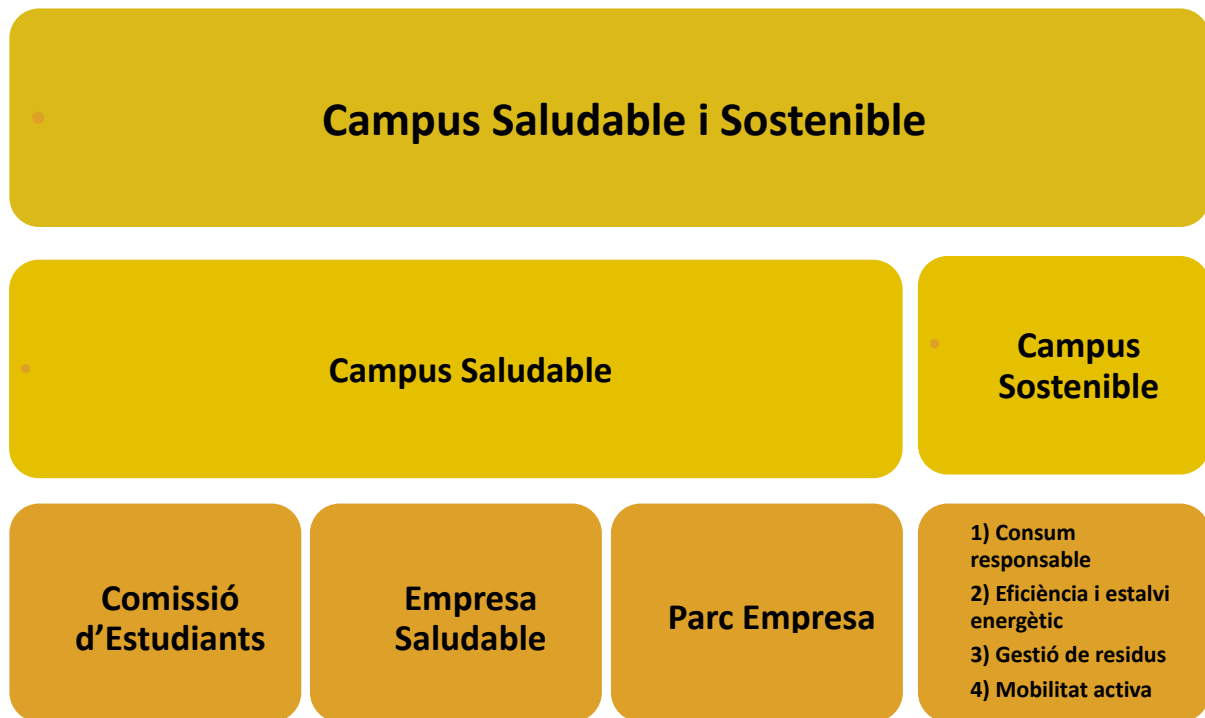 Campus Saludable i Sostenible
Campus Saludable
Campus
Sostenible
Comissió
d’Estudiants
Empresa
Saludable
Parc Empresa
1) Consum
responsable
2) Eficiència i estalvi
energètic
3) Gestió de residus
4) Mobilitat activa